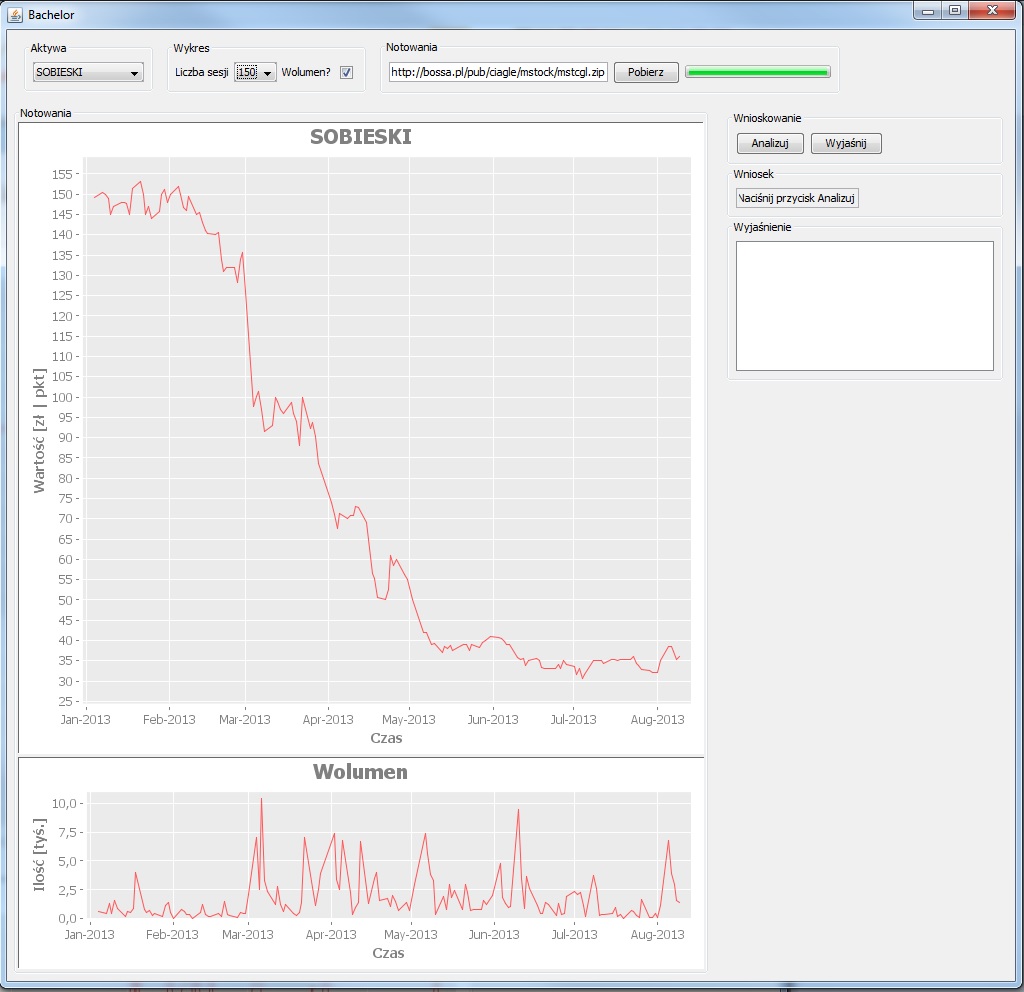 Bachelor
Aktywa
SOBIESKI
Wykres
Liczba sesji 150 Wolumen?
Notowania
http://bossa.pl/pub/ciagle/mstock/mstcgl.zip Pobierz
Notowania
SOBIESKI
155
150
145
140
135
130
125
120
115
110
105
100
95
90
85
80
75
70
65
60
55
50
45
40
35
30
25
Wartość [zł | pkt]
Jan-2013 Feb-2013 Mar-2013 Apr-2013 May-2013 Jun-2013 Jul-2013 Aug-2013
Czas
Wolumen
10,0
7,5
5,0
2,5
0,0
Ilość [tyś.]
Jan-2013 Feb-2013 Mar-2013 Apr-2013 May-2013 Jun-2013 Jul-2013 Aug-2013
Czas
Wnioskowanie
Analizuj Wyjaśnij
Wniosek
Naciśnij przycisk Analizuj
Wyjaśnienie